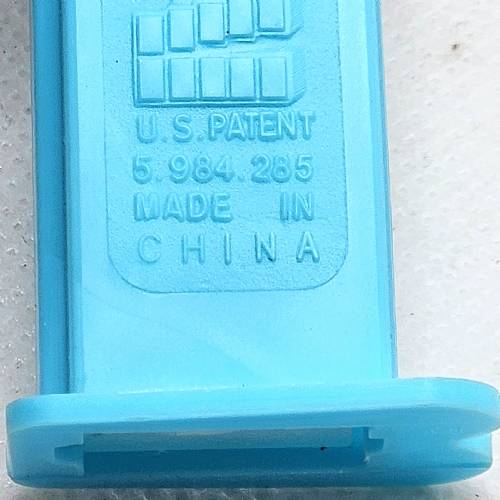 U.S. PATENT
5.984.285
MADE IN
CHINA